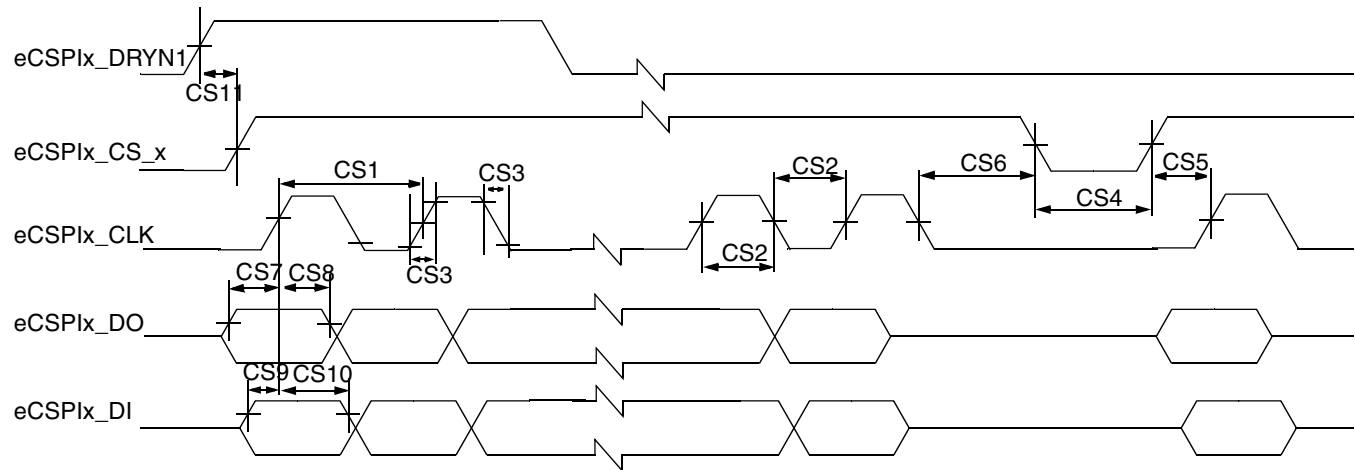 eCSPIx_DRYN1
CS11
eCSPIx_CS_x
CS1
CS3
CS2
CS6
CS5
CS4
eCSPIx_CLK
CS3
CS2
CS7
CS8
eCSPIx_DO
CS9
CS10
eCSPIx_DI